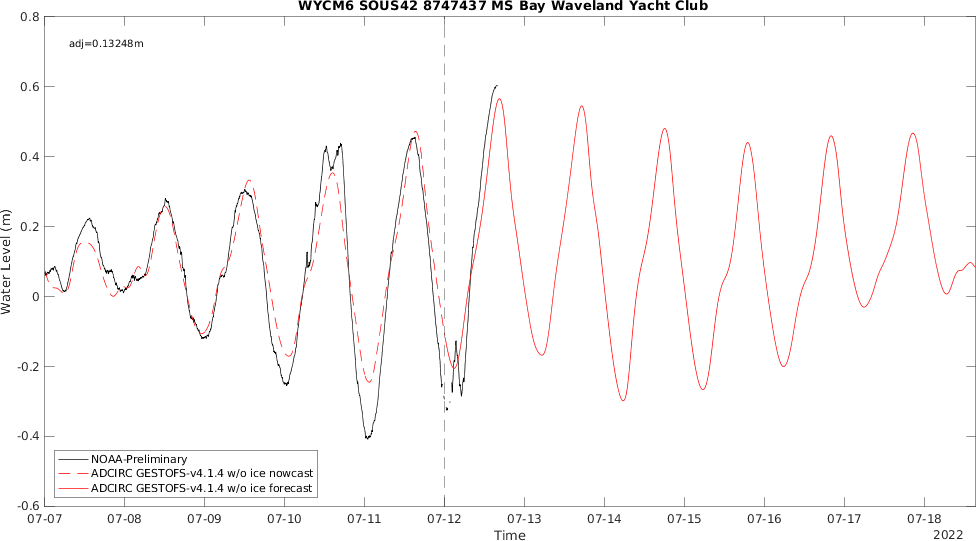 WYCM6 SOUS42 8747437 MS Bay Waveland Yacht Club
adj=0.13248m
Water Level (m)
0.8
0.6
0.4
0.2
0
-0.2
-0.4
-0.6
NOAA-Preliminary
ADCIRC GESTOFS-v4.1.4 w/o ice nowcast
ADCIRC GESTOFS-v4.1.4 w/o ice forecast
07-07 07-08 07-09 07-10 07-11 07-12 07-13 07-14 07-15 07-16 07-17 07-18
Time
2022